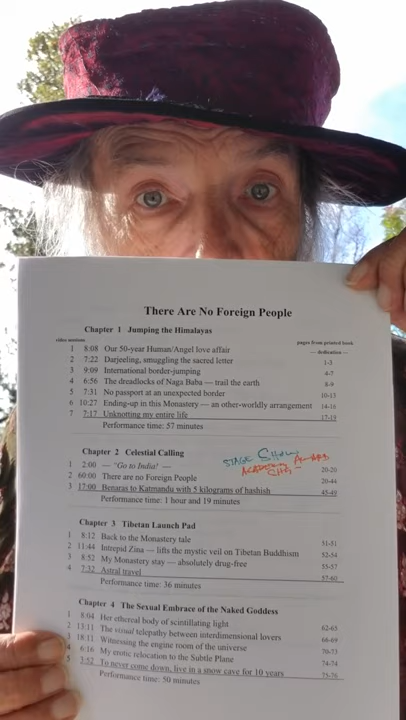 There Are No Foreign People
Chapter 1 Jumping the Himalayas
video sections pages from printed book
— dedication —
1 8:08 Our 50-year Human/Angel love affair 1-3
2 7:22 Darjeeling, smuggling the sacred letter 4-7
3 9:09 International border-jumping 8-9
4 6:56 The dreadlocks of Naga Baba — trail the earth 10-13
5 7:31 No passport at an unexpected border 14-16
6 10:27 Ending-up in this Monastery — an other-worldly arrangement 17-19
7 7:17 Unknotting my entire life
Performance time: 57 minutes
Chapter 2 Celestial Calling
STAGE SHOW
ACADEMY
1 2:00 — "Go to India! — 20-20
2 60:00 There are no Foreign People 20-44
3 17:00 Benaras to Katmandu with 5 kilograms of hashish 45-49
Performance time: 1 hour and 19 minutes
Chapter 3 Tibetan Launch Pad
1 8:12 Back to the Monastery tale 51-51
2 11:44 Intrepid Zina — lifts the mystic veil on Tibetan Buddhism 52-54
3 8:52 My Monastery stay — absolutely drug-free 55-57
4 7:32 Astral travel 57-60
Performance time: 36 minutes
Chapter 4 The Sexual Embrace of the Naked Goddess
1 8:04 Her ethereal body of scintillating light 62-65
2 13:11 The visual telepathy between interdimensional lovers 66-69
3 18:11 Witnessing the engine room of the universe 70-73
4 6:16 My erotic relocation to the Subtle Plane 74-74
5 3:52 To never come down, live in a snow cave for 10 years 75-76
Performance time: 50 minutes